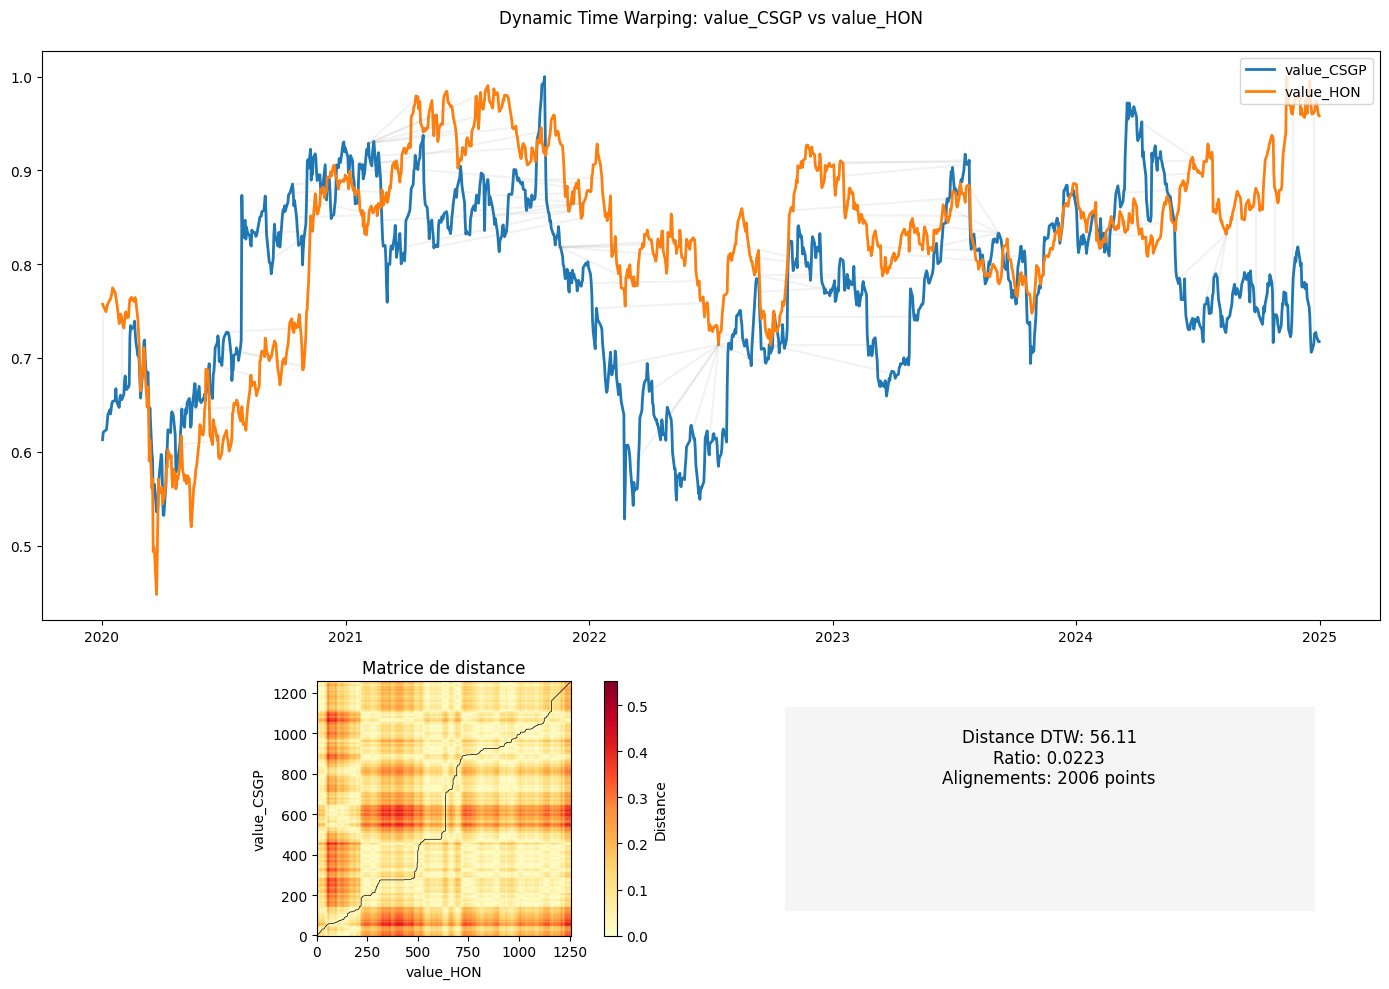 Dynamic Time Warping: value_CSGP vs value_HON
value_CSGP
value_HON
1.0
0.9
0.8
0.7
0.6
0.5
2020 2021 2022 2023 2024 2025
Matrice de distance
value_CSGP
1200
1000
800
600
400
200
0
0 250 500 750 1000 1250
value_HON
0.5
0.4
0.3
0.2
0.1
0.0
Distance
Distance DTW: 56.11
Ratio: 0.0223
Alignements: 2006 points